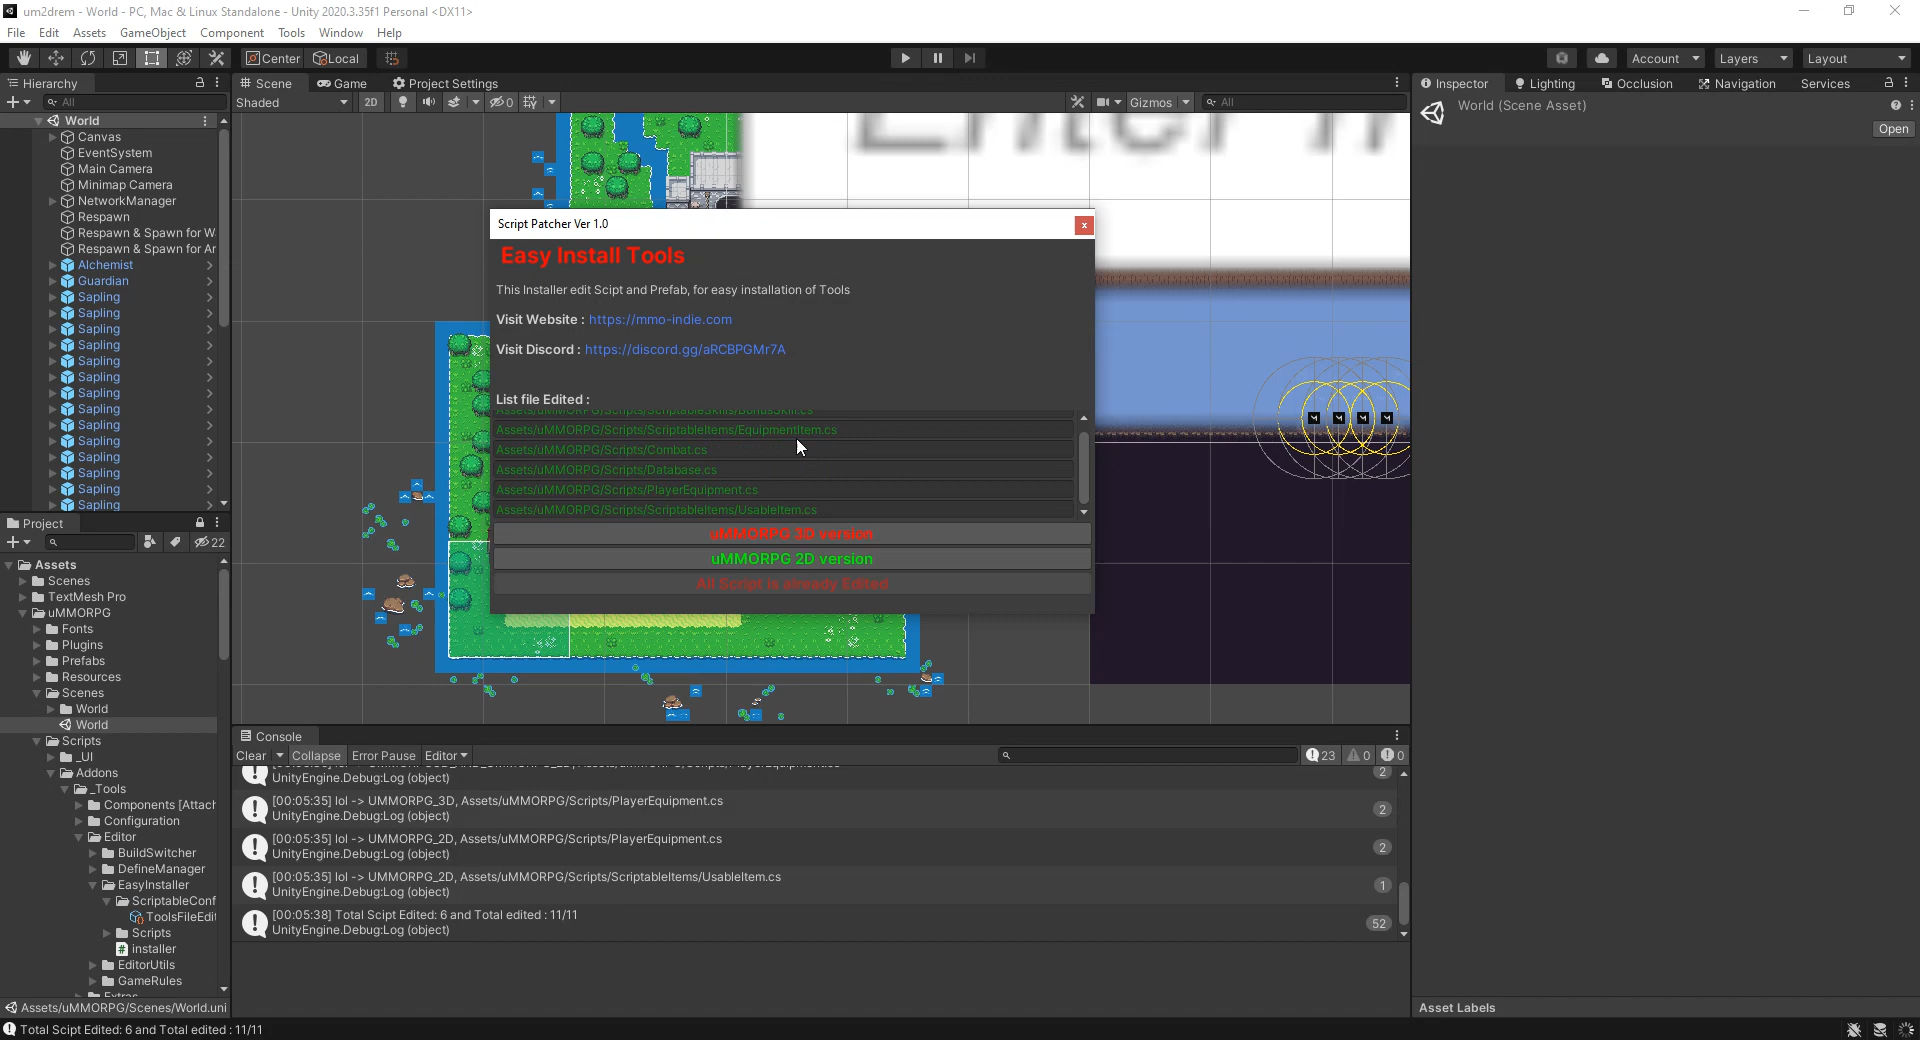 um2drem - World - PC, Mac & Linux Standalone - Unity 2020.3.35f1 Personal <DX11>
File Edit Assets GameObject Component Tools Window Help
Center Local
Account Layers Layout
Hierarchy
All
World
Canvas
EventSystem
Main Camera
Minimap Camera
NetworkManager
Respawn
Respawn & Spawn for W
Respawn & Spawn for Ar
Alchemist
Guardian
Sapling
Sapling
Sapling
Sapling
Sapling
Sapling
Sapling
Sapling
Sapling
Sapling
Sapling
Sapling
Sapling
Sapling
Scene Game Project Settings
Shaded 2D 0 Gizmos All
Script Patcher Ver 1.0
x
Easy Install Tools
This Installer edit Scipt and Prefab, for easy installation of Tools
Visit Website : https://mmo-indie.com
Visit Discord : https://discord.gg/aRCBPGMr7A
List file Edited :
Assets/uMMORPG/Scripts/ScriptableSkills/BonusSkill.cs
Assets/uMMORPG/Scripts/ScriptableItems/EquipmentItem.cs
Assets/uMMORPG/Scripts/Combat.cs
Assets/uMMORPG/Scripts/Database.cs
Assets/uMMORPG/Scripts/PlayerEquipment.cs
Assets/uMMORPG/Scripts/ScriptableItems/UsableItem.cs
uMMORPG 3D version
uMMORPG 2D version
All Script is already Edited
Inspector Lighting Occlusion Navigation Services
World (Scene Asset)
Open
Asset Labels
Project
22
Assets
Scenes
TextMesh Pro
uMMORPG
Fonts
Plugins
Prefabs
Resources
Scenes
World
World
Scripts
_UI
Addons
_Tools
Components [Attach
Configuration
Editor
BuildSwitcher
DefineManager
EasyInstaller
ScriptableConf
ToolsFileEdit
Scripts
installer
EditorUtils
GameRules
Extras
Assets/uMMORPG/Scenes/World.uni
Console
Clear Collapse Error Pause Editor 23 0 0
UnityEngine.Debug:Log (object) 2
[00:05:35] lol -> UMMORPG_3D, Assets/uMMORPG/Scripts/PlayerEquipment.cs
UnityEngine.Debug:Log (object) 2
[00:05:35] lol -> UMMORPG_2D, Assets/uMMORPG/Scripts/PlayerEquipment.cs
UnityEngine.Debug:Log (object) 2
[00:05:35] lol -> UMMORPG_2D, Assets/uMMORPG/Scripts/ScriptableItems/UsableItem.cs
UnityEngine.Debug:Log (object) 1
[00:05:38] Total Scipt Edited: 6 and Total edited : 11/11
UnityEngine.Debug:Log (object) 52
Total Scipt Edited: 6 and Total edited : 11/11